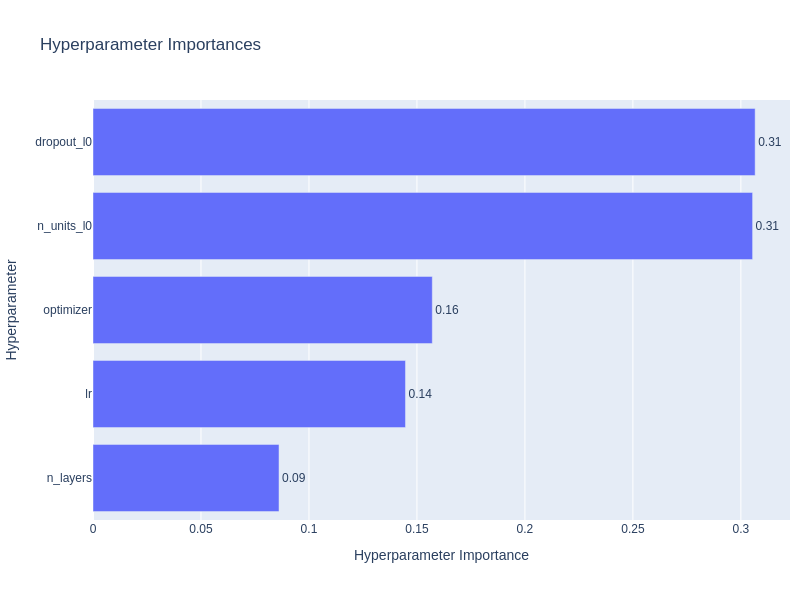 Hyperparameter Importances
Hyperparameter
dropout_l0
0.31
n_units_l0
0.31
optimizer
0.16
lr
0.14
n_layers
0.09
0
0.05
0.1
0.15
0.2
0.25
0.3
Hyperparameter Importance